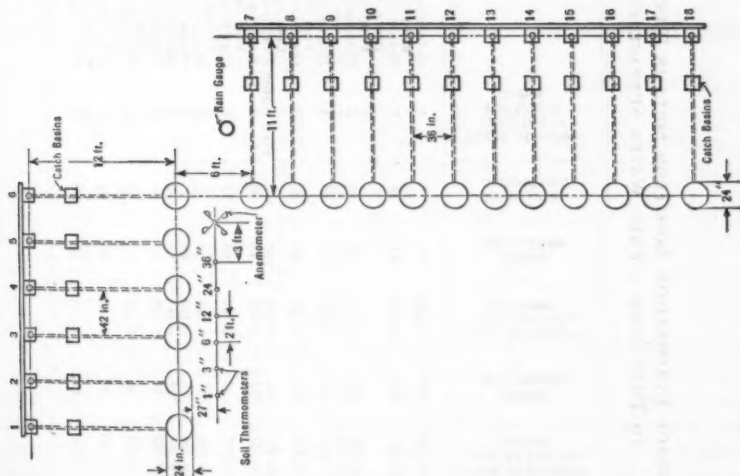 1 2 3 4 5 6
Catch Basins
12 ft.
42 in.
24 in.
27"
1" 3" 6" 12 24" 36"
Soil Thermometers
2 ft.
3 ft
Anemometer
6 ft.
Rain Gauge
11 ft.
7
8
9
10
11
12
13
14
15
16
17
18
36 in.
Catch Basins
24"